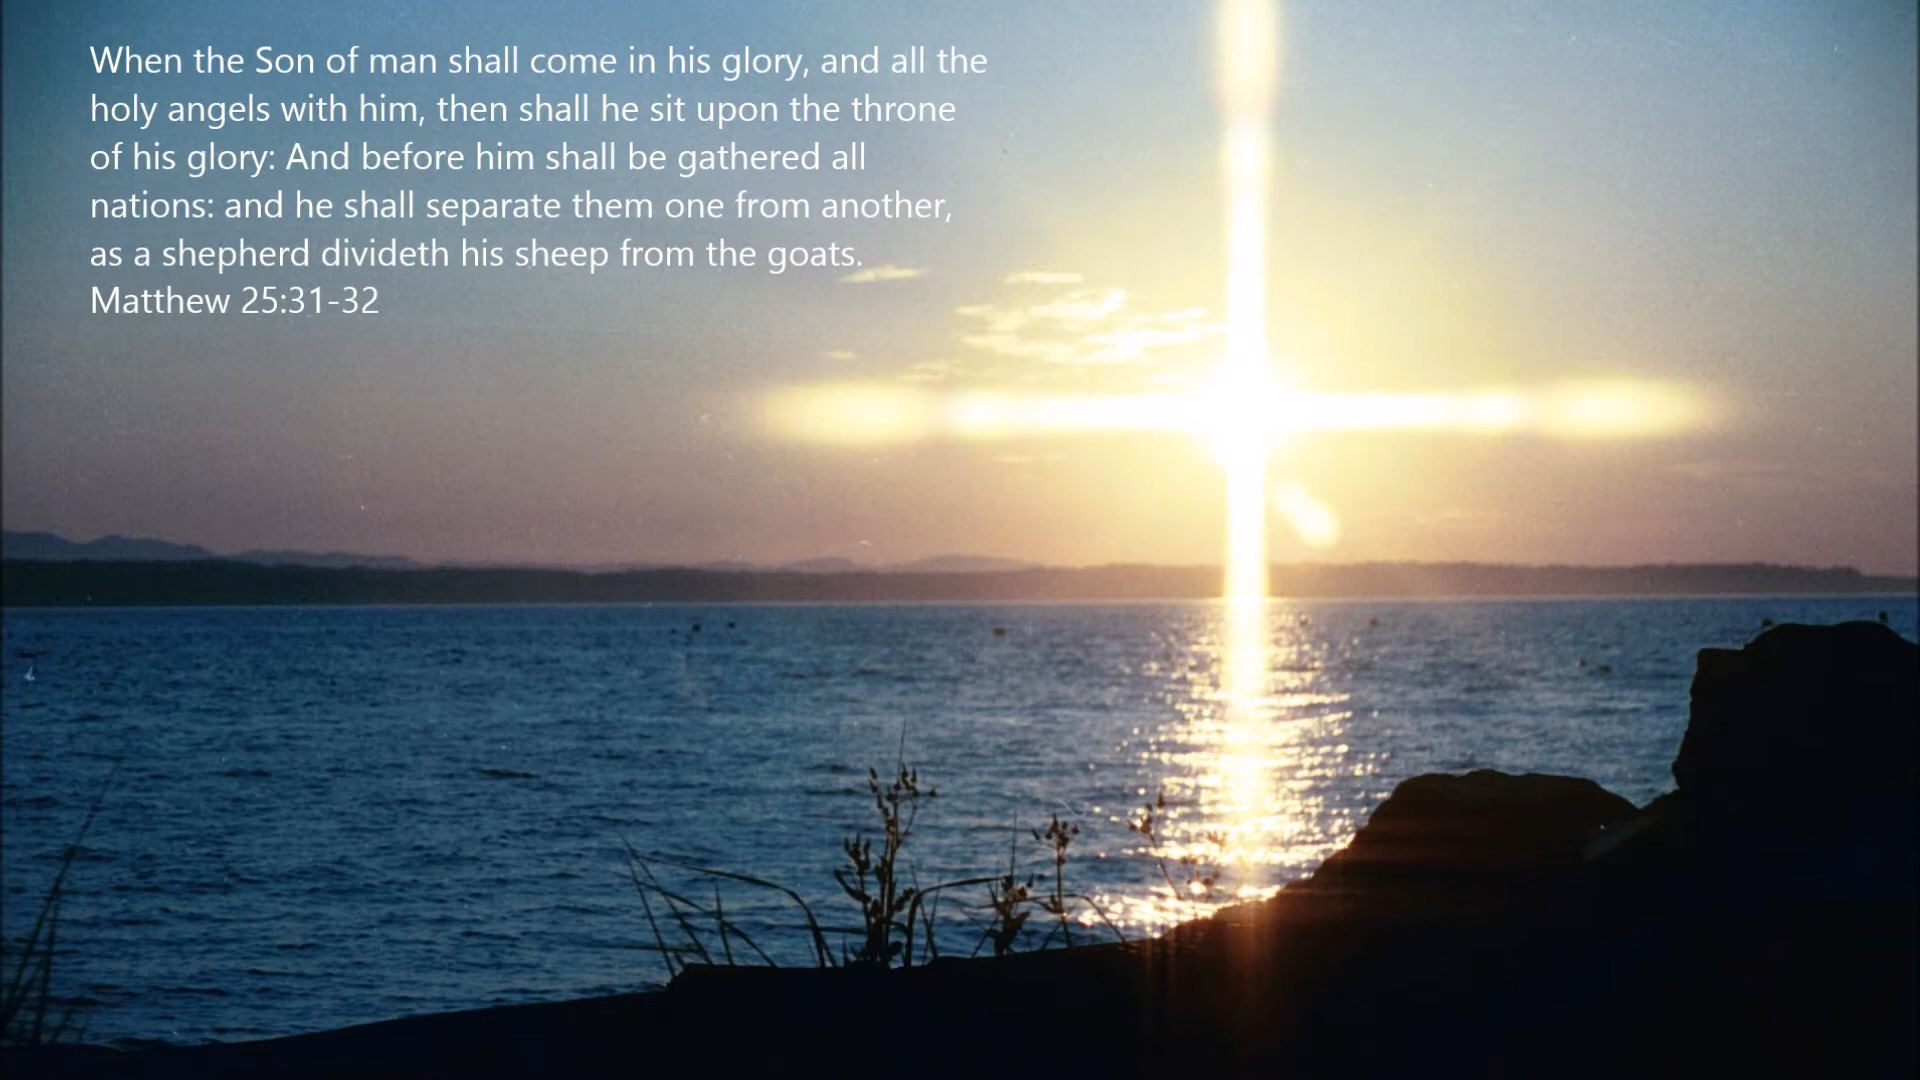 When the Son of man shall come in his glory, and all the
holy angels with him, then shall he sit upon the throne
of his glory: And before him shall be gathered all
nations: and he shall separate them one from another,
as a shepherd divideth his sheep from the goats.
Matthew 25:31-32